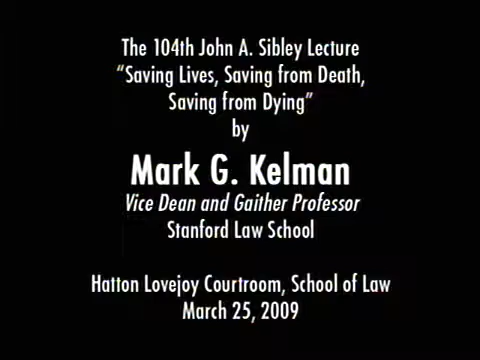 The 104th John A. Sibley Lecture
“Saving Lives, Saving from Death,
Saving from Dying”
by
Mark G. Kelman
Vice Dean and Gaither Professor
Stanford Law School
Hatton Lovejoy Courtroom, School of Law
March 25, 2009